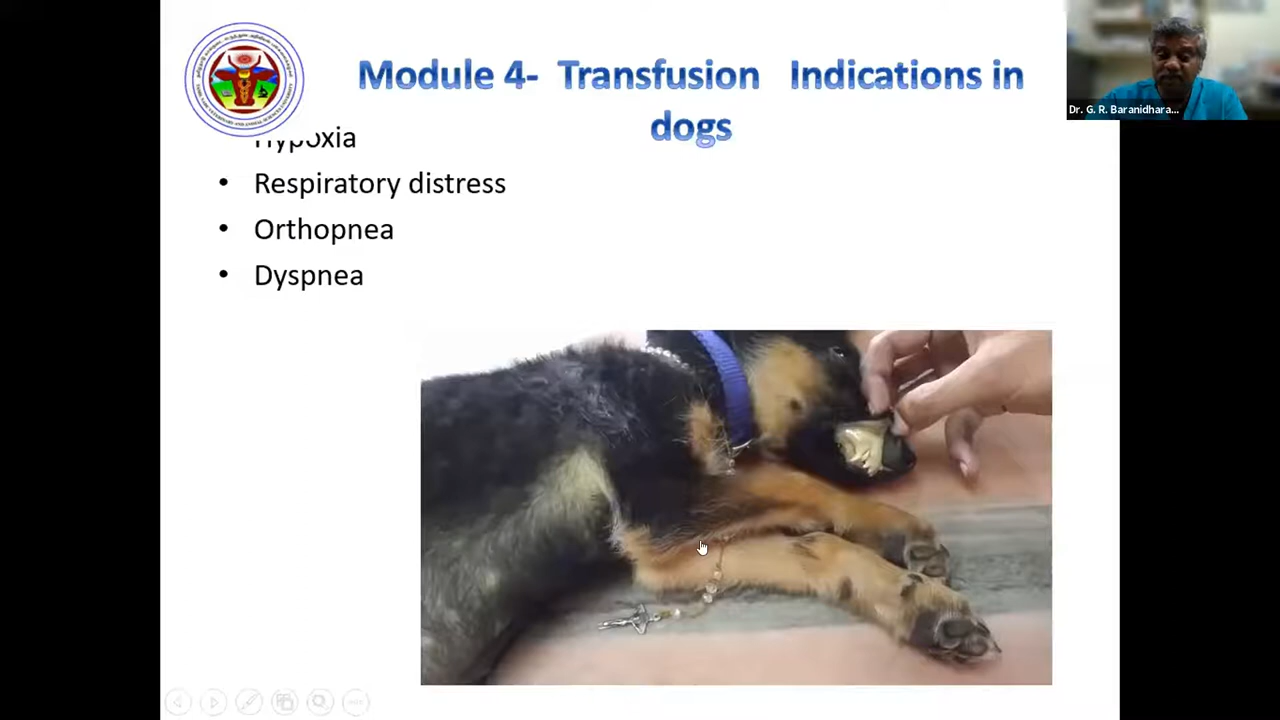 Module 4- Transfusion Indications in
dogs
Hypoxia
• Respiratory distress
• Orthopnea
• Dyspnea
Dr. G. R. Baranidhara...